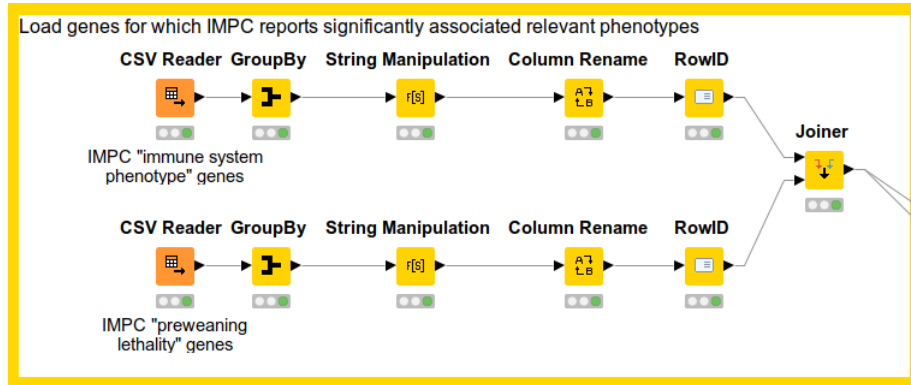 Load genes for which IMPC reports significantly associated relevant phenotypes
CSV Reader GroupBy String Manipulation Column Rename RowID
F[S]
A
B
Joiner
IMPC "immune system
phenotype" genes
CSV Reader GroupBy String Manipulation Column Rename RowID
F[S]
A
B
IMPC "preweaning
lethality" genes